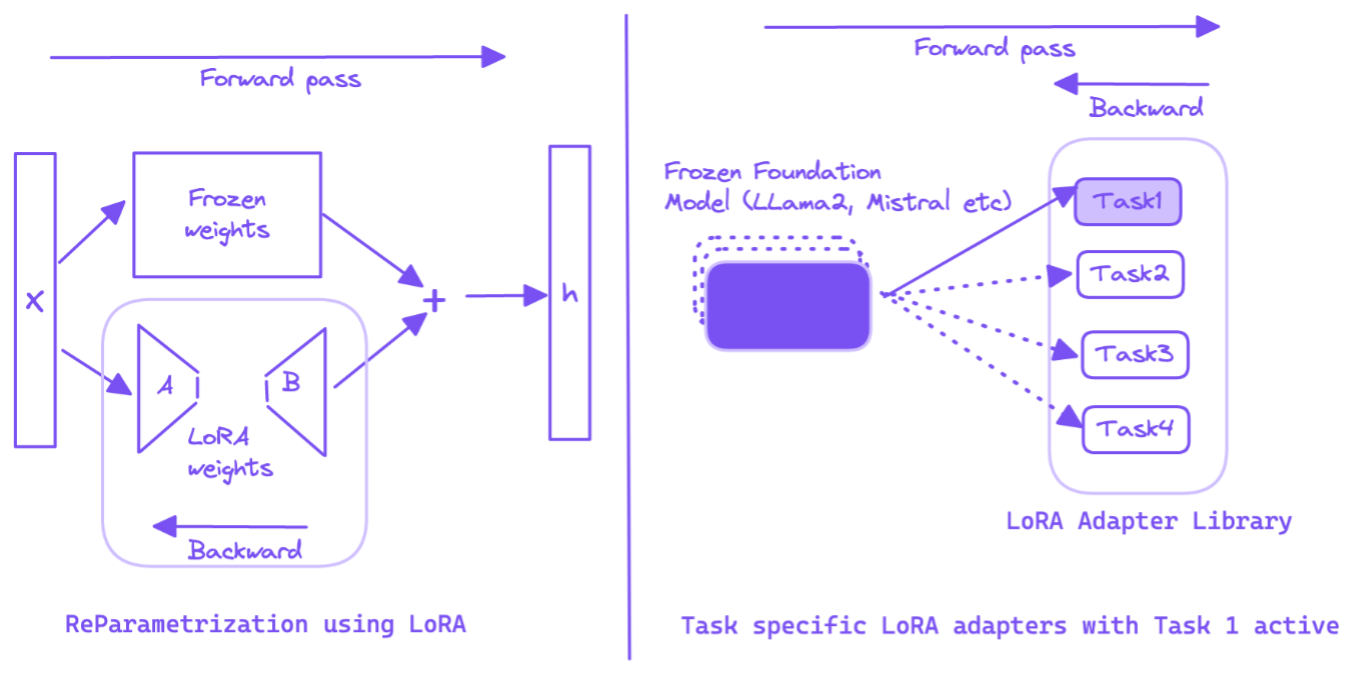 Forward pass
X
Frozen
weights
A
B
LoRA
weights
+
h
Backward
ReParametrization using LoRA
Forward pass
Backward
Frozen Foundation
Model (LLama2, Mistral etc)
Task1
Task2
Task3
Task4
LoRA Adapter Library
Task specific LoRA adapters with Task 1 active